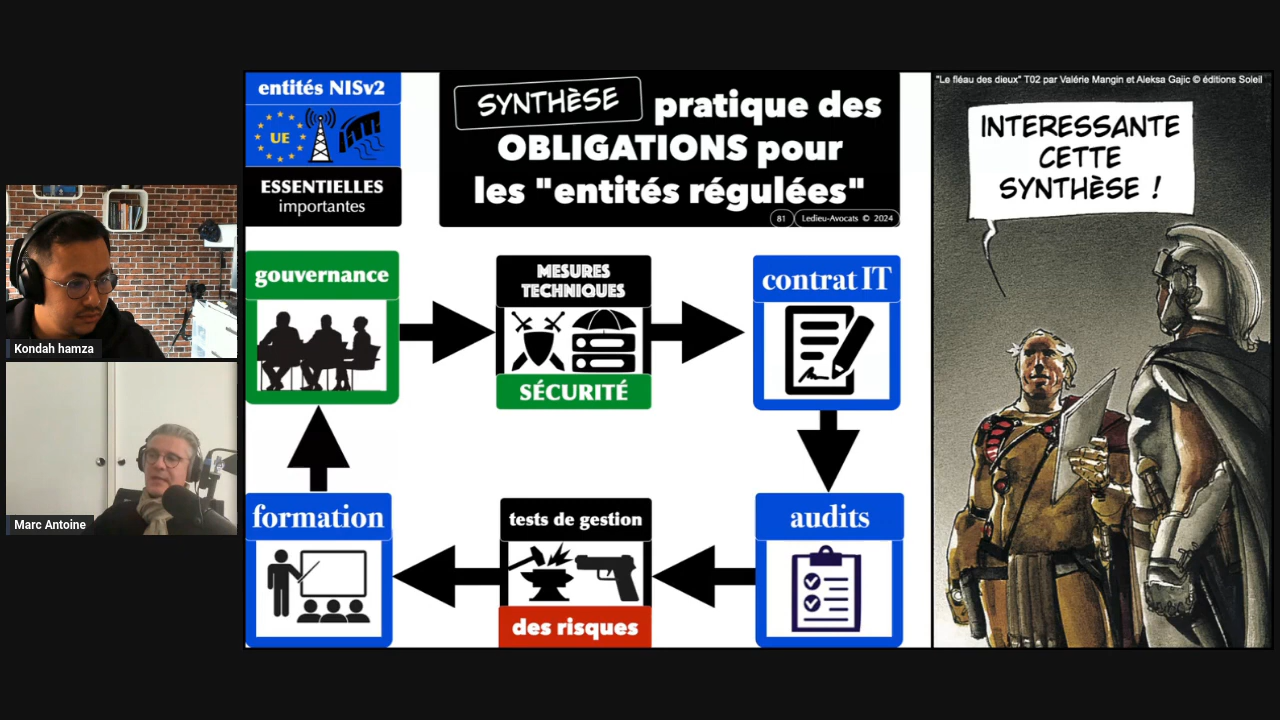 entités NISv2
UE
ESSENTIELLES
importantes
SYNTHÈSE pratique des
OBLIGATIONS pour
les "entités régulées"
81 Ledieu-Avocats © 2024
"Le fléau des dieux" T02 par Valérie Mangin et Aleksa Gajic © éditions Soleil
INTERESSANTE
CETTE
SYNTHÈSE !
gouvernance
MESURES
TECHNIQUES
SÉCURITÉ
contrat IT
formation
tests de gestion
des risques
audits
Kondah hamza
Marc Antoine